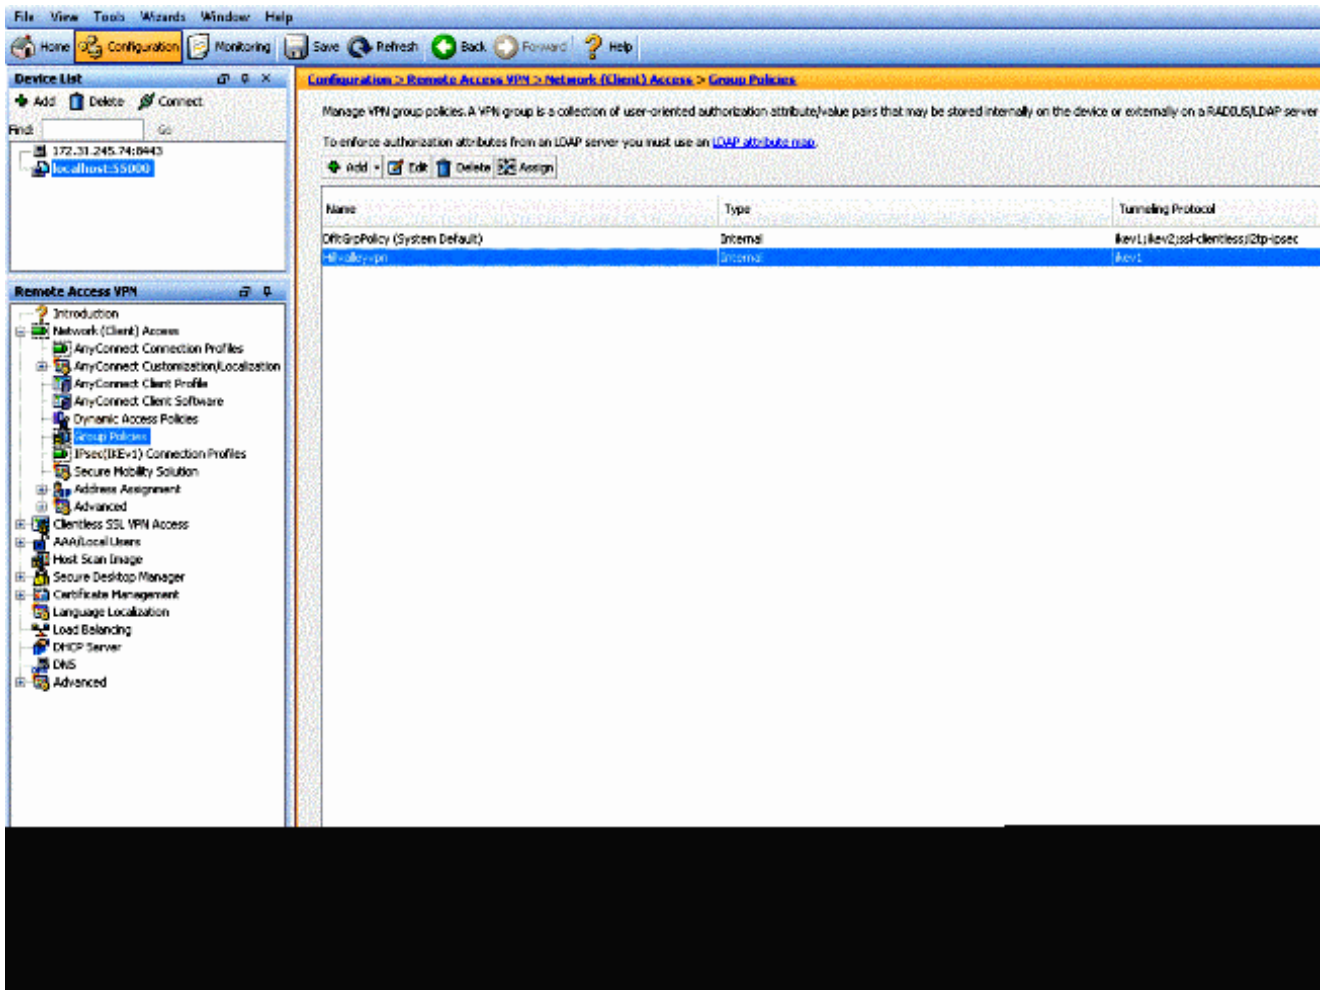 File View Tools Wizards Window Help
Home Configuration Monitoring Save Refresh Back Forward Help
Device List
Add Delete Connect
Find: Go
172.31.245.74:8443
localhost:55000
Remote Access VPN
Introduction
Network (Client) Access
AnyConnect Connection Profiles
AnyConnect Customization/Localization
AnyConnect Client Profile
AnyConnect Client Software
Dynamic Access Policies
Group Policies
IPsec(IKEv1) Connection Profiles
Secure Mobility Solution
Address Assignment
Advanced
Clientless SSL VPN Access
AAA/Local Users
Host Scan Image
Secure Desktop Manager
Certificate Management
Language Localization
Load Balancing
DHCP Server
DNS
Advanced
Configuration > Remote Access VPN > Network (Client) Access > Group Policies
Manage VPN group policies. A VPN group is a collection of user-oriented authorization attribute/value pairs that may be stored internally on the device or externally on a RADIUS/LDAP server
To enforce authorization attributes from an LDAP server you must use an LDAP attribute map.
Add Edit Delete Assign
Name Type Tunneling Protocol
DfltGrpPolicy (System Default) Internal ikev1;ikev2;ssl-clientless;l2tp-ipsec
Hillvalleyvpn Internal ikev1